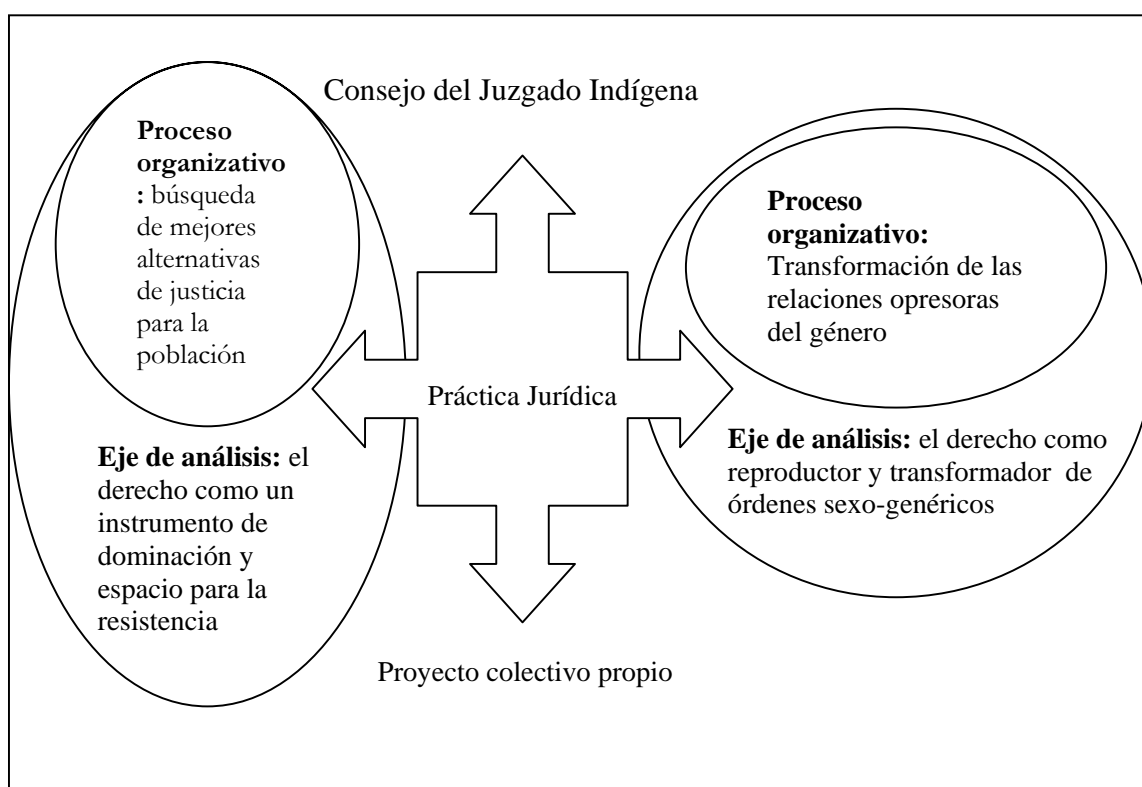 Consejo del Juzgado Indígena
Proceso
organizativo
: búsqueda
de mejores
alternativas
de justicia
para la
población
Eje de análisis: el
derecho como un
instrumento de
dominación y
espacio para la
resistencia
Práctica Jurídica
Proceso
organizativo:
Transformación de las
relaciones opresoras
del género
Eje de análisis: el derecho como
reproductor y transformador de
órdenes sexo-genéricos
Proyecto colectivo propio